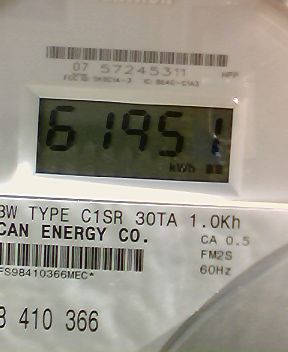 07 57245311
61951
kWh
3W TYPE C1SR 30TA 1.0Kh
CAN ENERGY CO.
CA 0.5
FM2S
60Hz
FS98410366MEC*
8 410 366